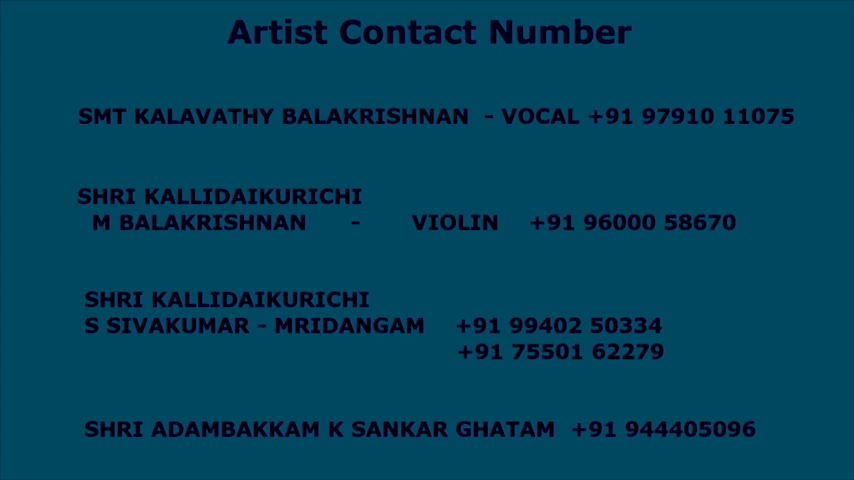 Artist Contact Number
SMT KALAVATHY BALAKRISHNAN - VOCAL +91 97910 11075
SHRI KALLIDAIKURICHI
M BALAKRISHNAN - VIOLIN +91 96000 58670
SHRI KALLIDAIKURICHI
S SIVAKUMAR - MRIDANGAM +91 99402 50334
+91 75501 62279
SHRI ADAMBAKKAM K SANKAR GHATAM +91 944405096